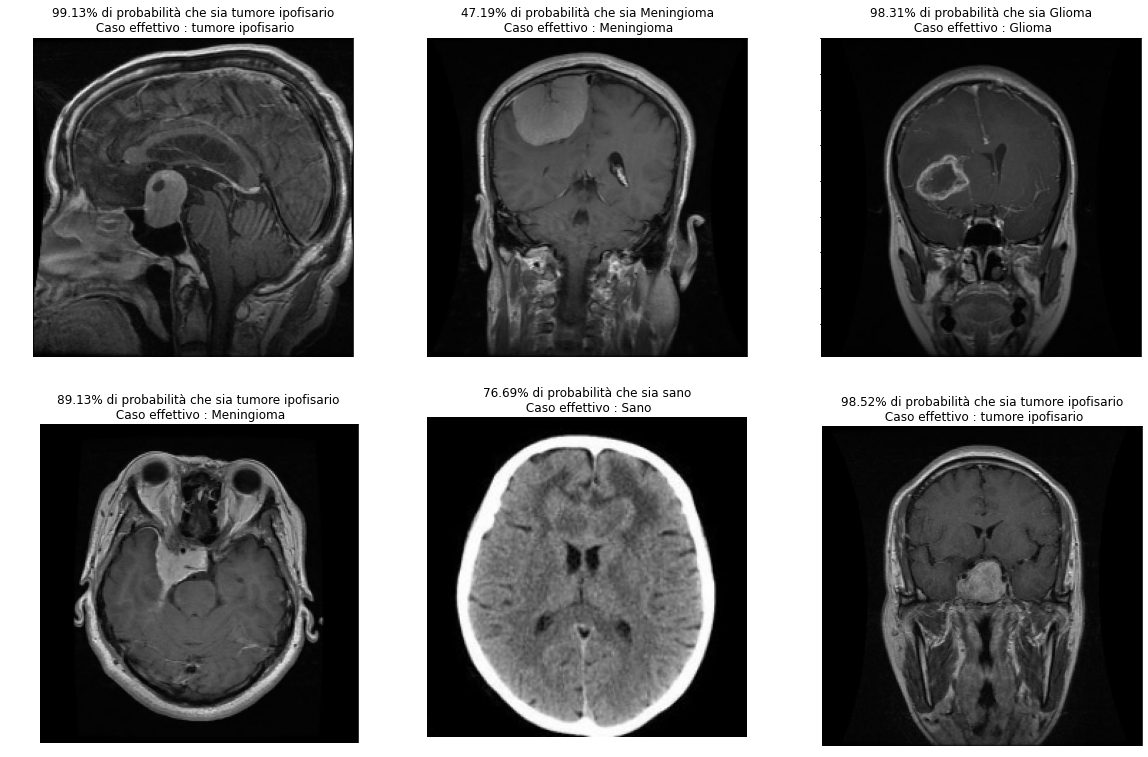 99.13% di probabilità che sia tumore ipofisario
Caso effettivo : tumore ipofisario
47.19% di probabilità che sia Meningioma
Caso effettivo : Meningioma
98.31% di probabilità che sia Glioma
Caso effettivo : Glioma
89.13% di probabilità che sia tumore ipofisario
Caso effettivo : Meningioma
76.69% di probabilità che sia sano
Caso effettivo : Sano
98.52% di probabilità che sia tumore ipofisario
Caso effettivo : tumore ipofisario